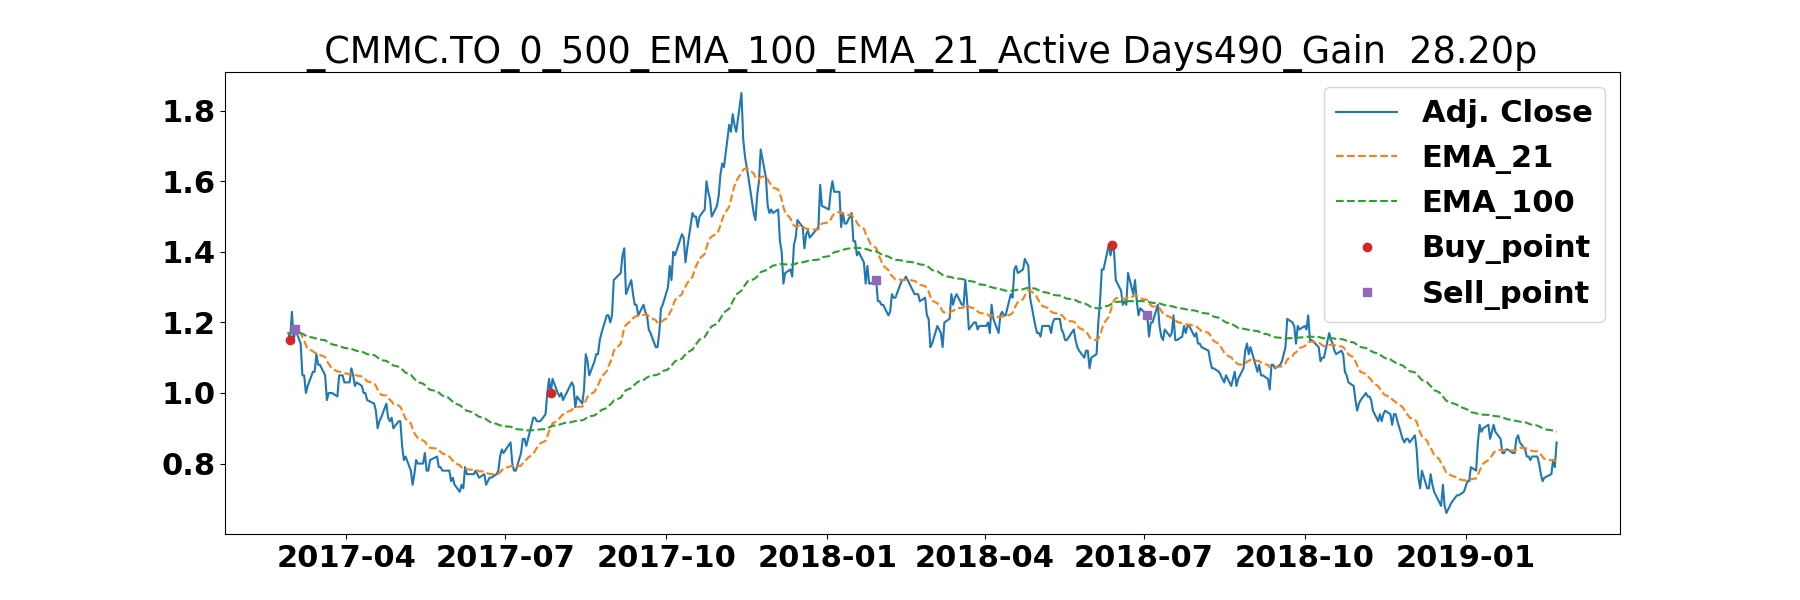 _CMMC.TO_0_500_EMA_100_EMA_21_Active Days490_Gain  28.20p
1.8
1.6
1.4
1.2
1.0
0.8
Adj. Close
EMA_21
EMA_100
Buy_point
Sell_point
2017-04 2017-07 2017-10 2018-01 2018-04 2018-07 2018-10 2019-01